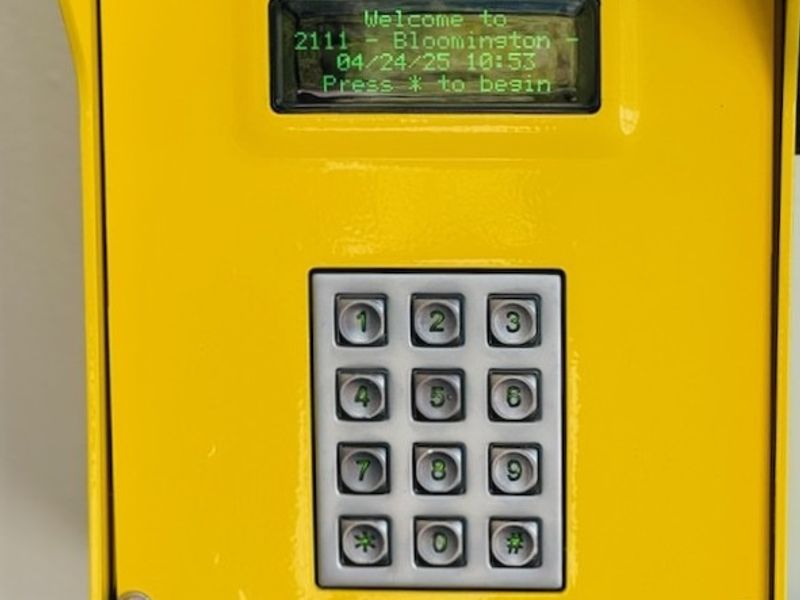 Welcome to
2111 - Bloomington -
04/24/25 10:53
Press * to begin
1 2 3
4 5 6
7 8 9
* 0 #